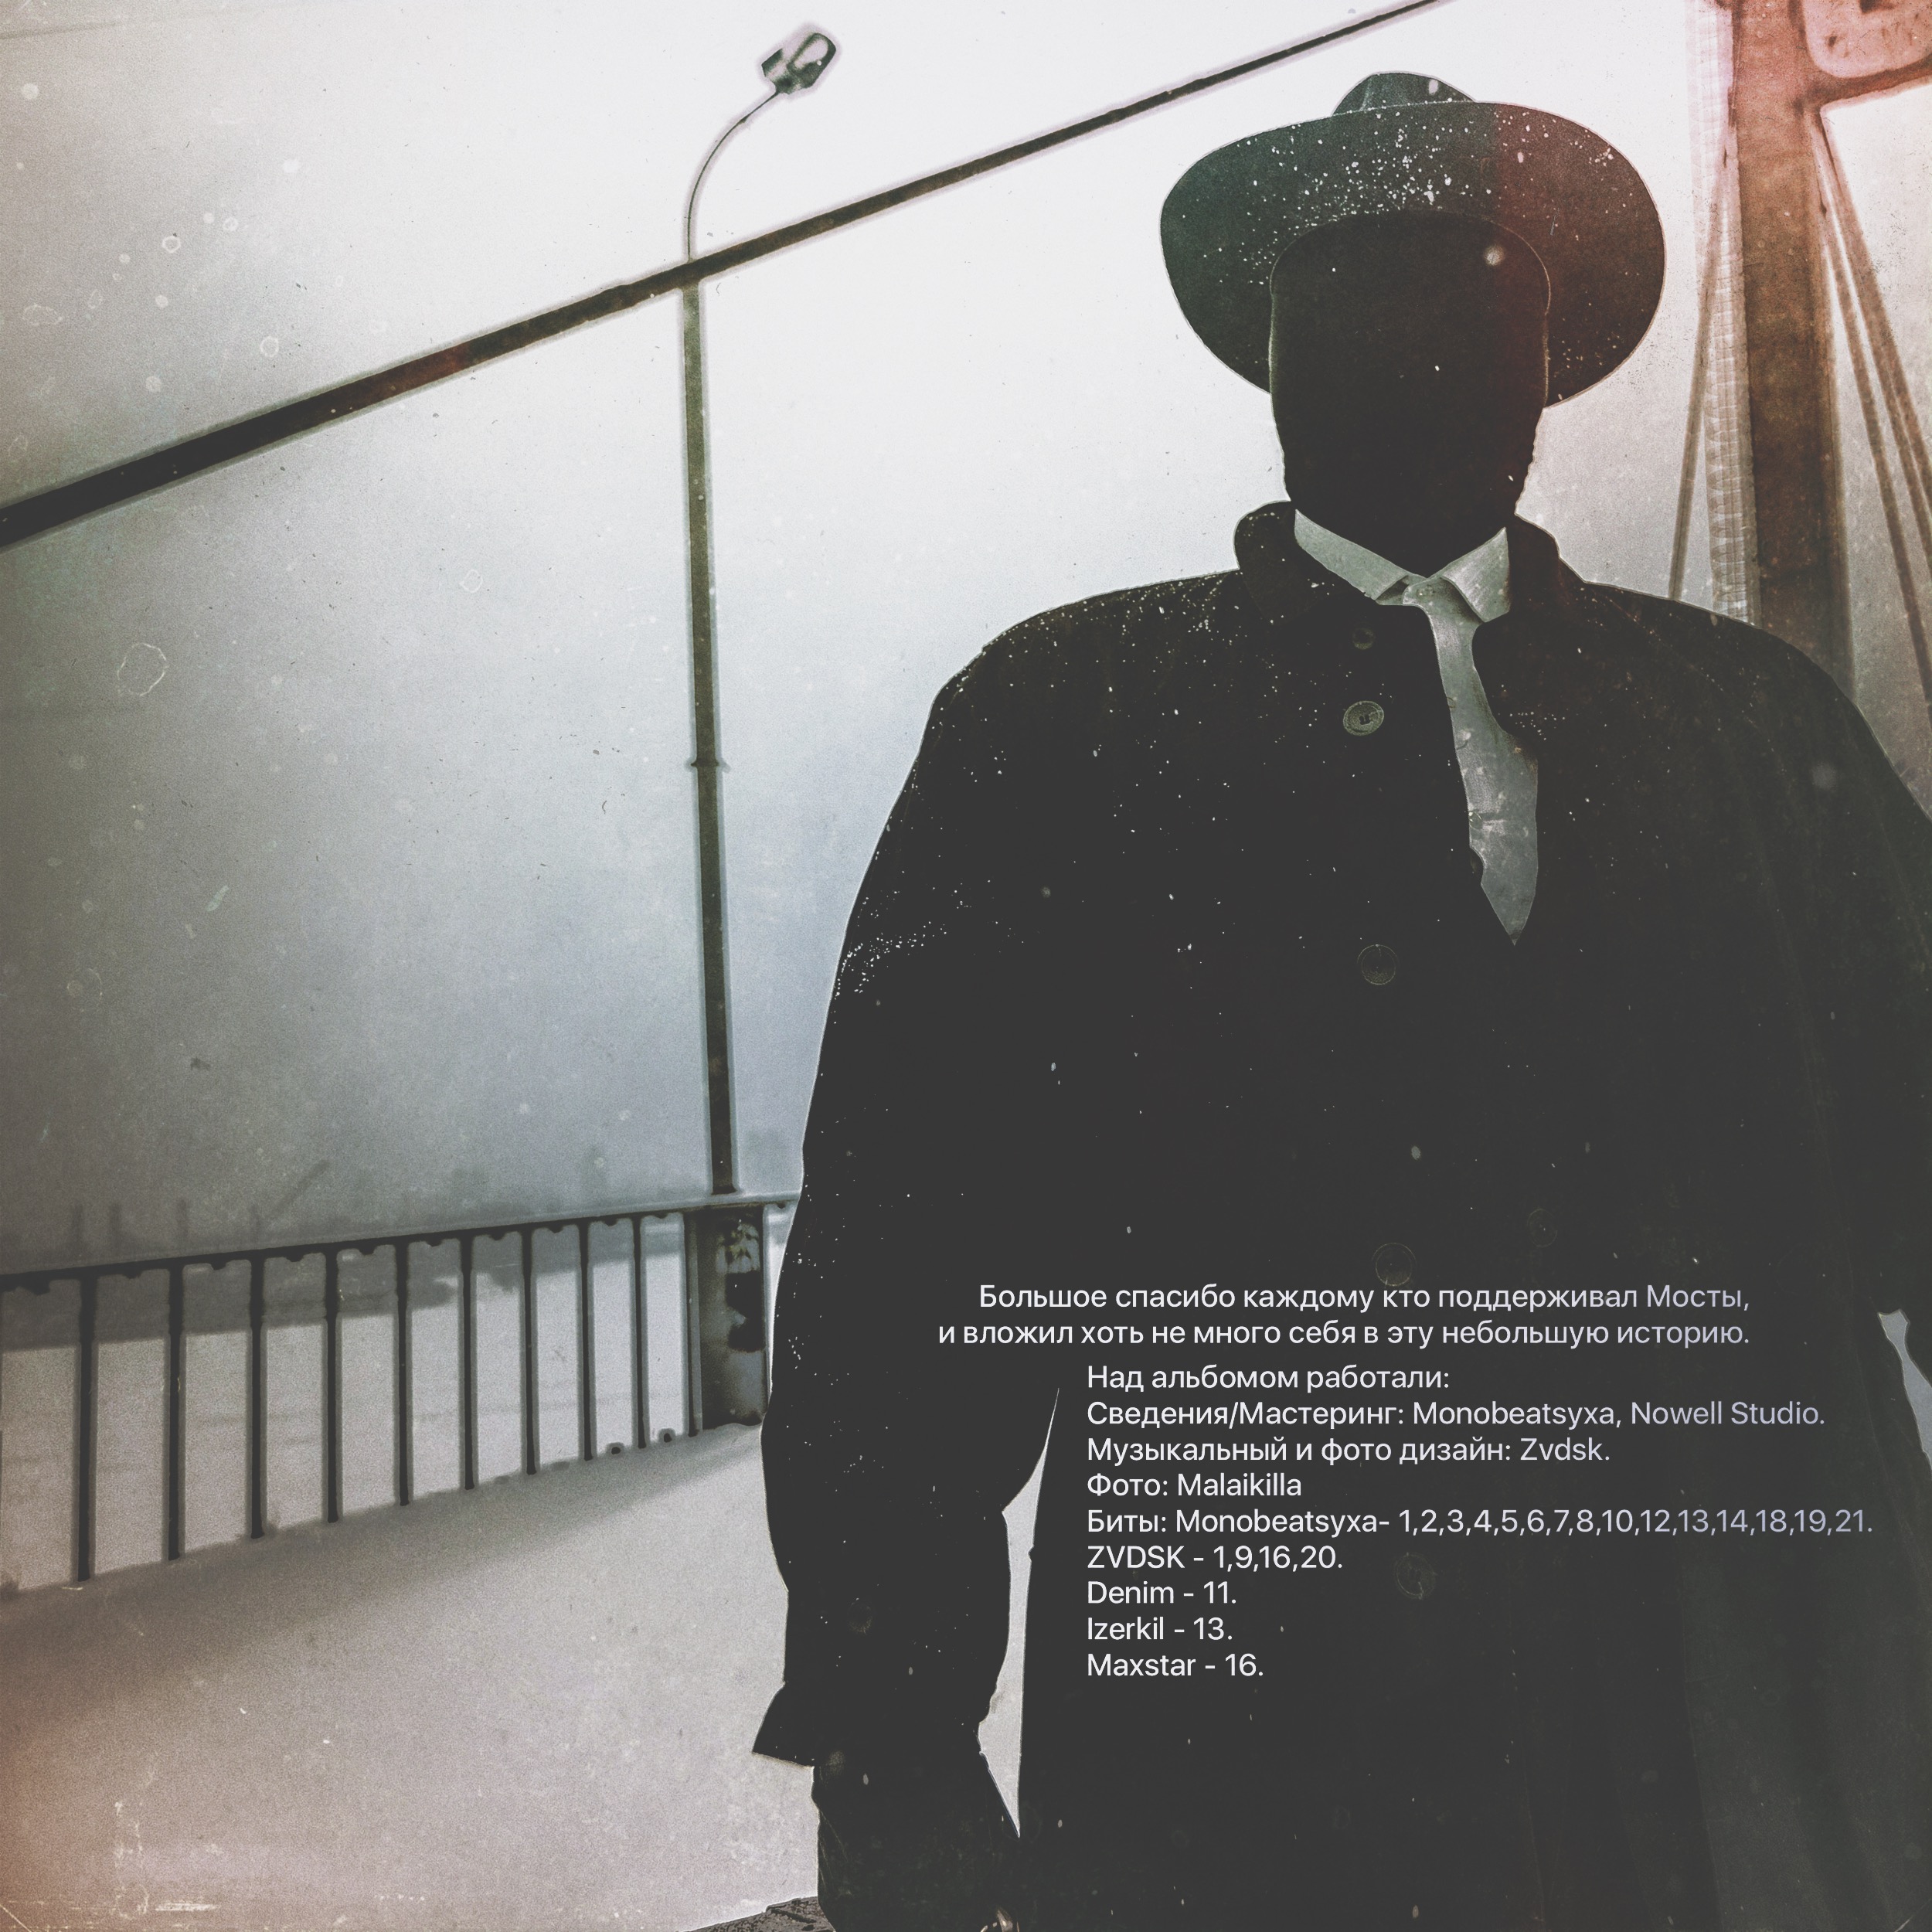 Большое спасибо каждому кто поддерживал Мосты,
и вложил хоть не много себя в эту небольшую историю.
Над альбомом работали:
Сведения/Мастеринг: Monobeatsyxa, Nowell Studio.
Музыкальный и фото дизайн: Zvdsk.
Фото: Malaikilla
Биты: Monobeatsyxa- 1,2,3,4,5,6,7,8,10,12,13,14,18,19,21.
ZVDSK - 1,9,16,20.
Denim - 11.
Izerkil - 13.
Maxstar - 16.